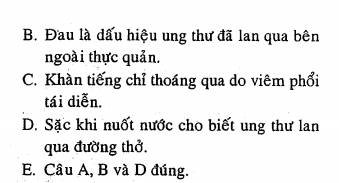 B. Đau là dấu hiệu ung thư đã lan qua bên
ngoài thực quản.
C. Khàn tiếng chỉ thoáng qua do viêm phổi
tái diễn.
D. Sặc khi nuốt nước cho biết ung thư lan
qua đường thở.
E. Câu A, B và D đúng.